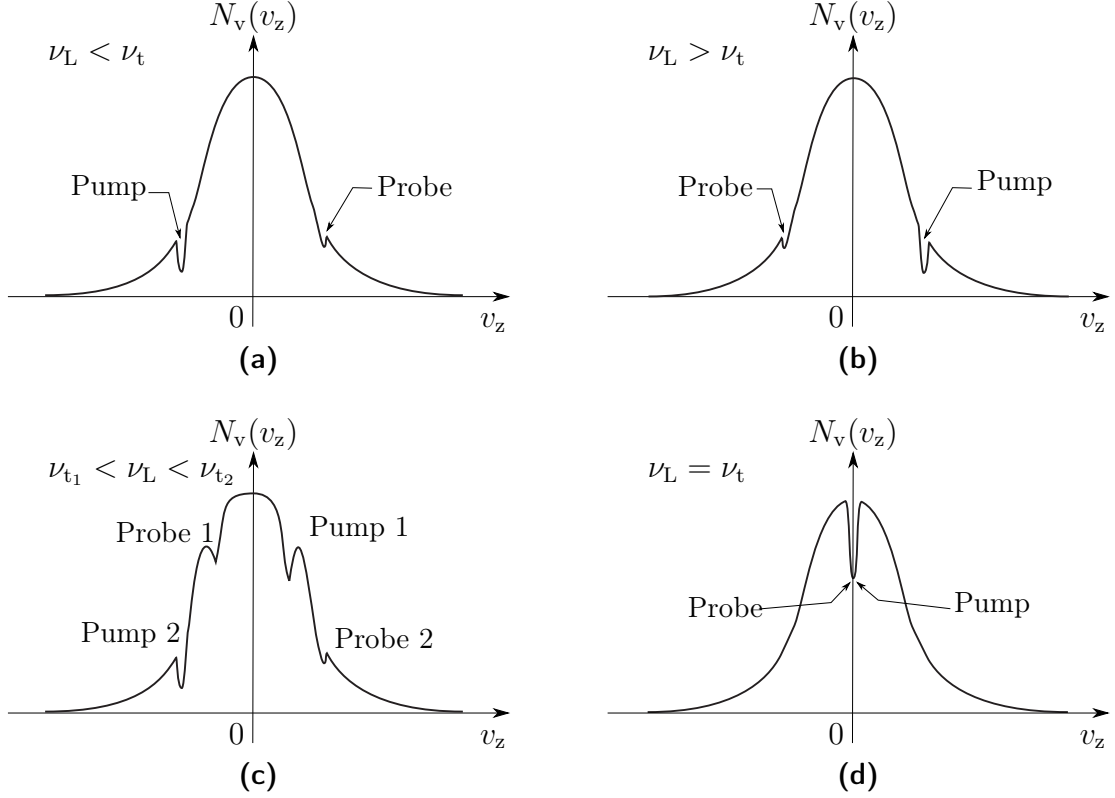 N_v(v_z)
ν_L < ν_t
Pump
Probe
0
v_z
(a)
N_v(v_z)
ν_L > ν_t
Probe
Pump
0
v_z
(b)
N_v(v_z)
ν_t₁ < ν_L < ν_t₂
Probe 1
Pump 1
Pump 2
Probe 2
0
v_z
(c)
N_v(v_z)
ν_L = ν_t
Probe
Pump
0
v_z
(d)